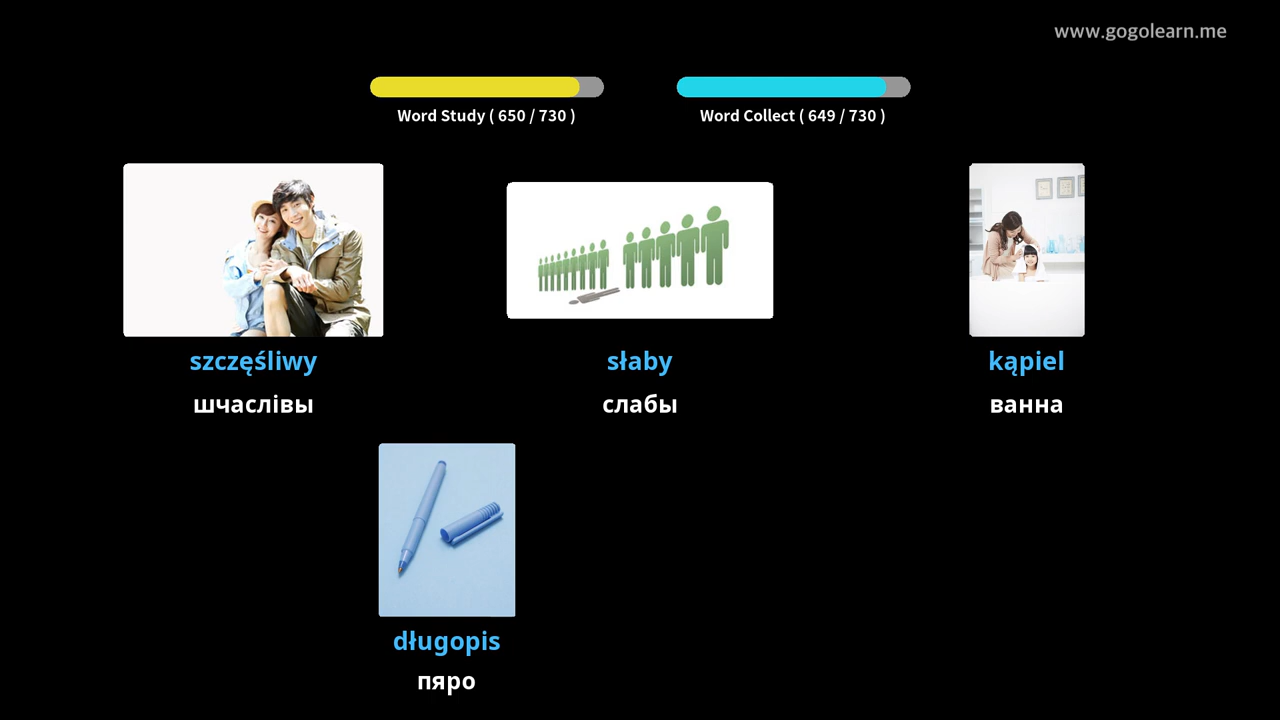 www.gogolearn.me
Word Study ( 650 / 730 )
Word Collect ( 649 / 730 )
szczęśliwy
słaby
kąpiel
шчаслівы
слабы
ванна
długopis
пяро